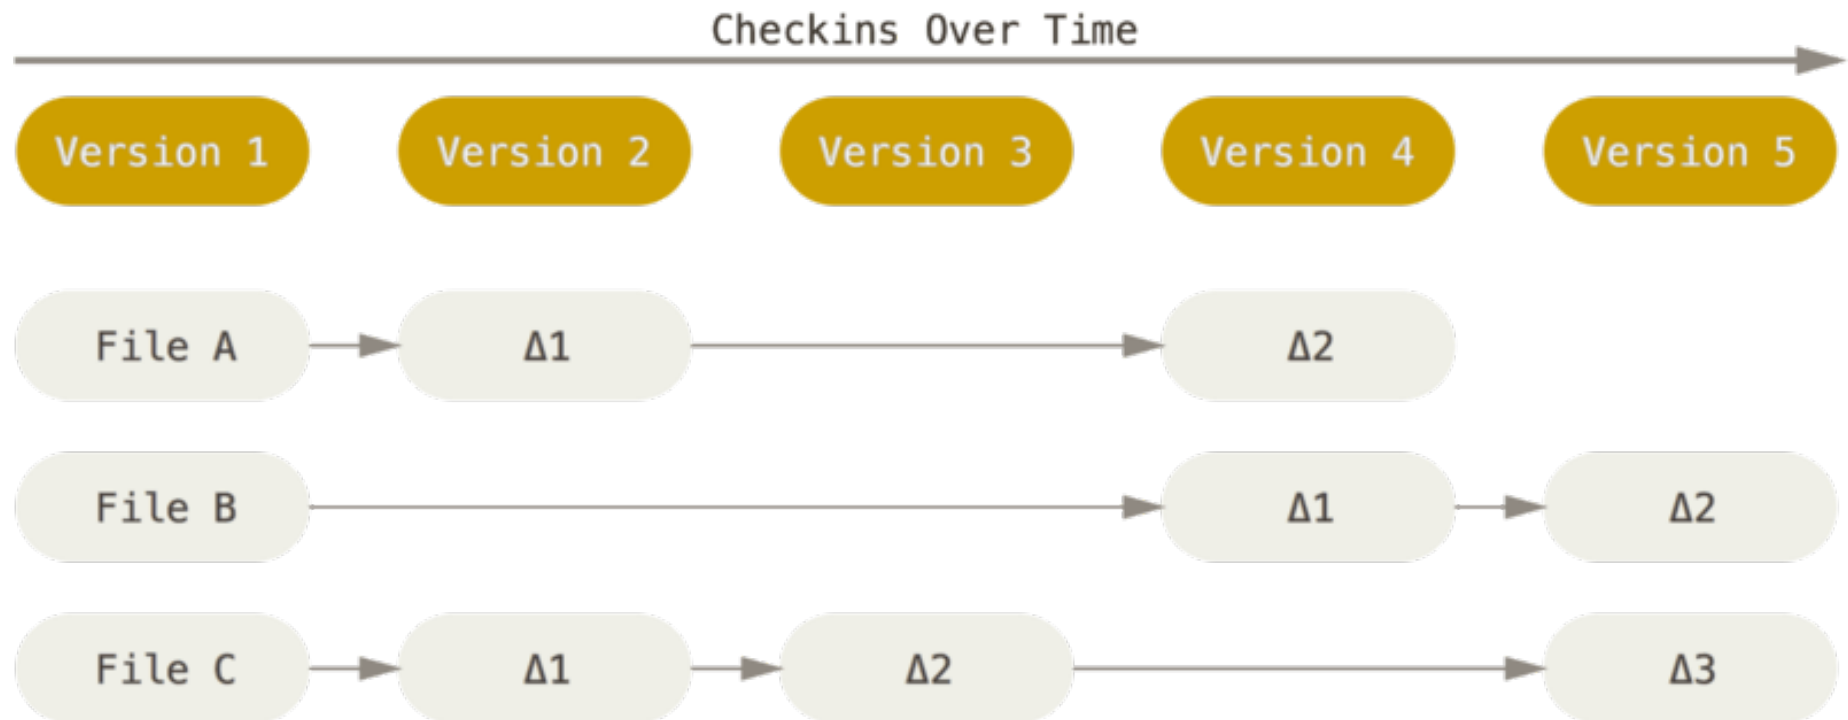 Checkins Over Time
Version 1 Version 2 Version 3 Version 4 Version 5
File A Δ1 Δ2
File B Δ1 Δ2
File C Δ1 Δ2 Δ3